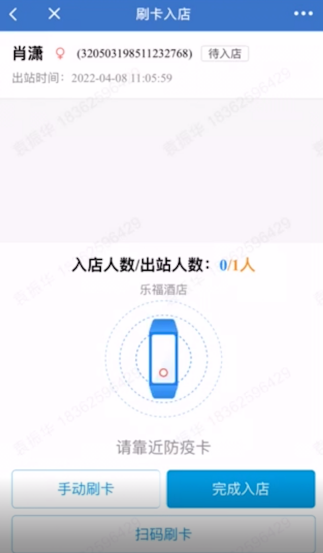 刷卡入店
肖潇 (320503198511232768) 待入店
出站时间：2022-04-08 11:05:59
入店人数/出站人数：0/1人
乐福酒店
请靠近防疫卡
手动刷卡 完成入店
扫码刷卡